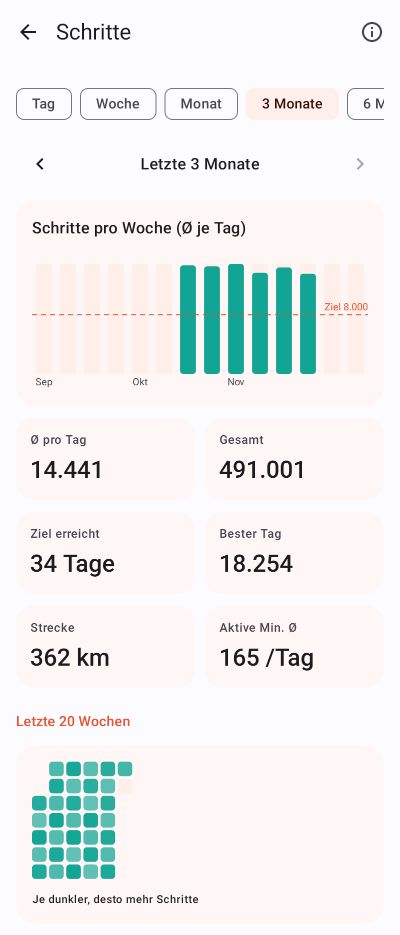 Schritte
Tag Woche Monat 3 Monate 6 M
Letzte 3 Monate
Schritte pro Woche (Ø je Tag)
Ziel 8.000
Sep Okt Nov
Ø pro Tag
14.441
Gesamt
491.001
Ziel erreicht
34 Tage
Bester Tag
18.254
Strecke
362 km
Aktive Min. Ø
165 /Tag
Letzte 20 Wochen
Je dunkler, desto mehr Schritte